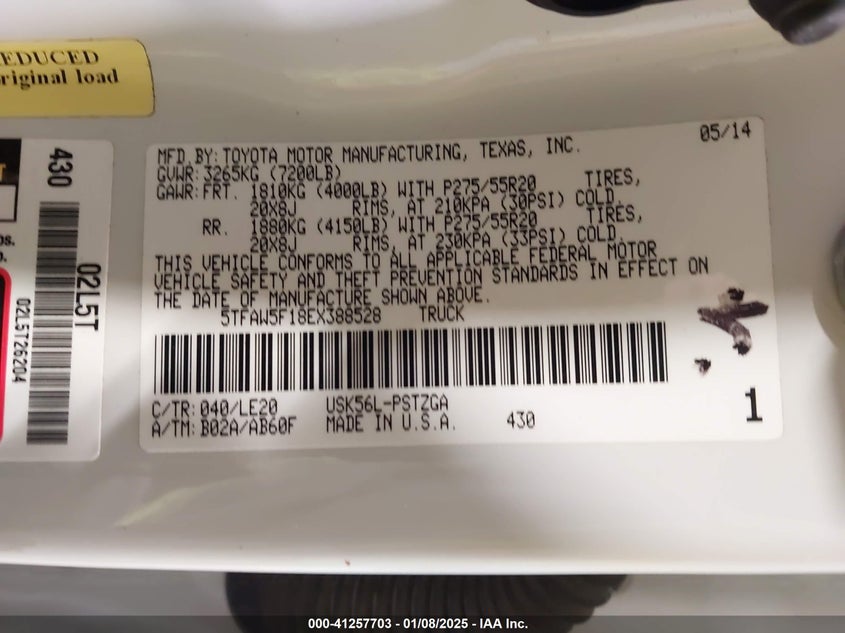 EDUCED
riginal load
430
02L5T
02L5T26204
05/14
MFD.BY: TOYOTA MOTOR MANUFACTURING, TEXAS, INC.
GVWR: 3265KG (7200LB)
GAWR: FRT. 1810KG (4000LB) WITH P275/55R20 TIRES,
20X8J RIMS, AT 210KPA (30PSI) COLD.
RR. 1880KG (4150LB) WITH P275/55R20 TIRES,
20X8J RIMS, AT 230KPA (33PSI) COLD.
THIS VEHICLE CONFORMS TO ALL APPLICABLE FEDERAL MOTOR
VEHICLE SAFETY AND THEFT PREVENTION STANDARDS IN EFFECT ON
THE DATE OF MANUFACTURE SHOWN ABOVE.
5TFAW5F18EX388528 TRUCK
C/TR: 040/LE20 USK56L-PSTZGA
A/TM: B02A/AB60F MADE IN U.S.A. 430
1
000-41257703 - 01/08/2025 - IAA Inc.